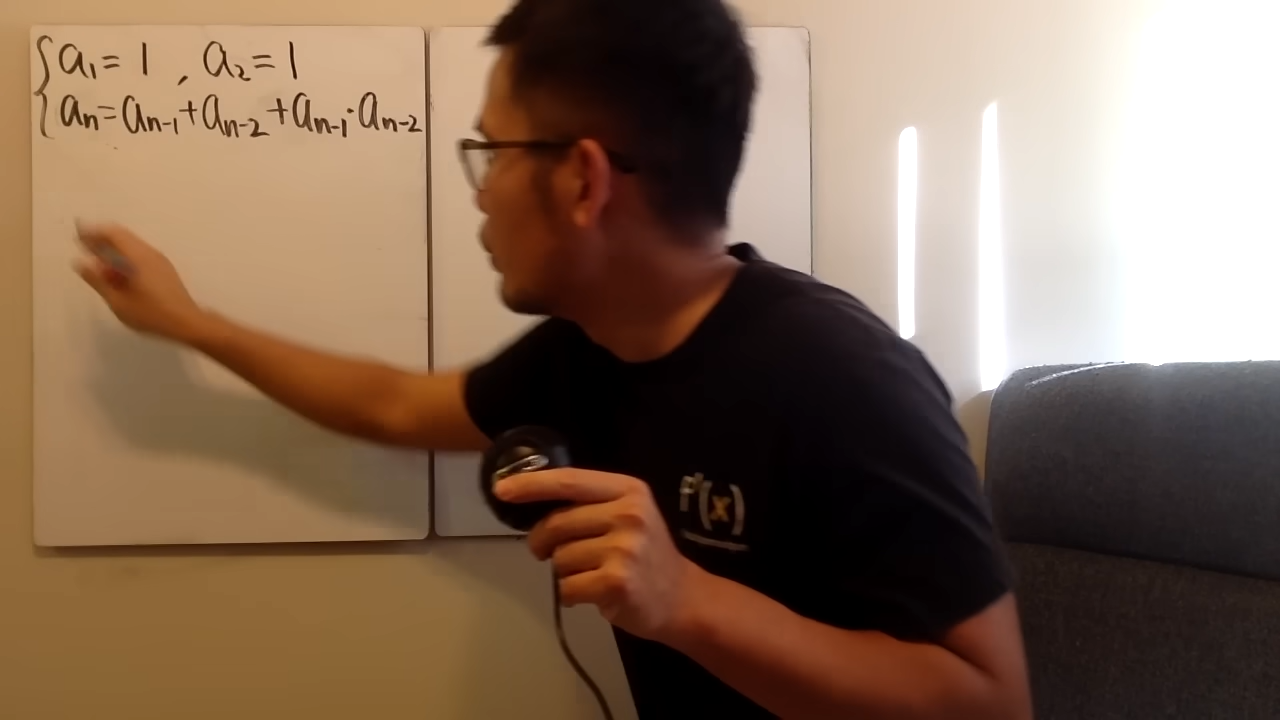 { a₁ = 1 , a₂ = 1
aₙ = aₙ₋₁ + aₙ₋₂ + aₙ₋₁ · aₙ₋₂
f'(x)